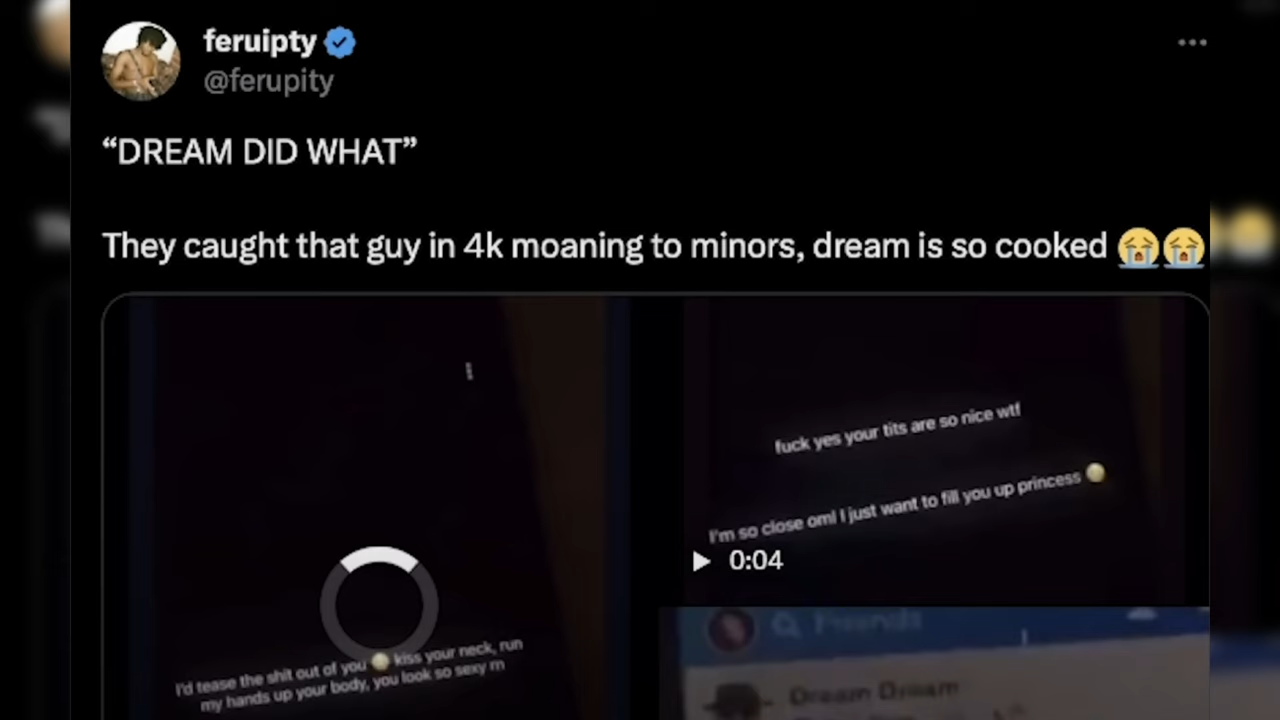 feruipty
@ferupity
“DREAM DID WHAT”
They caught that guy in 4k moaning to minors, dream is so cooked 😭😭
fuck yes your tits are so nice wtf
I'm so close oml I just want to fill you up princess
0:04
I'd tease the shit out of you kiss your neck, run
my hands up your body, you look so sexy rn
Friends
Dream Dream